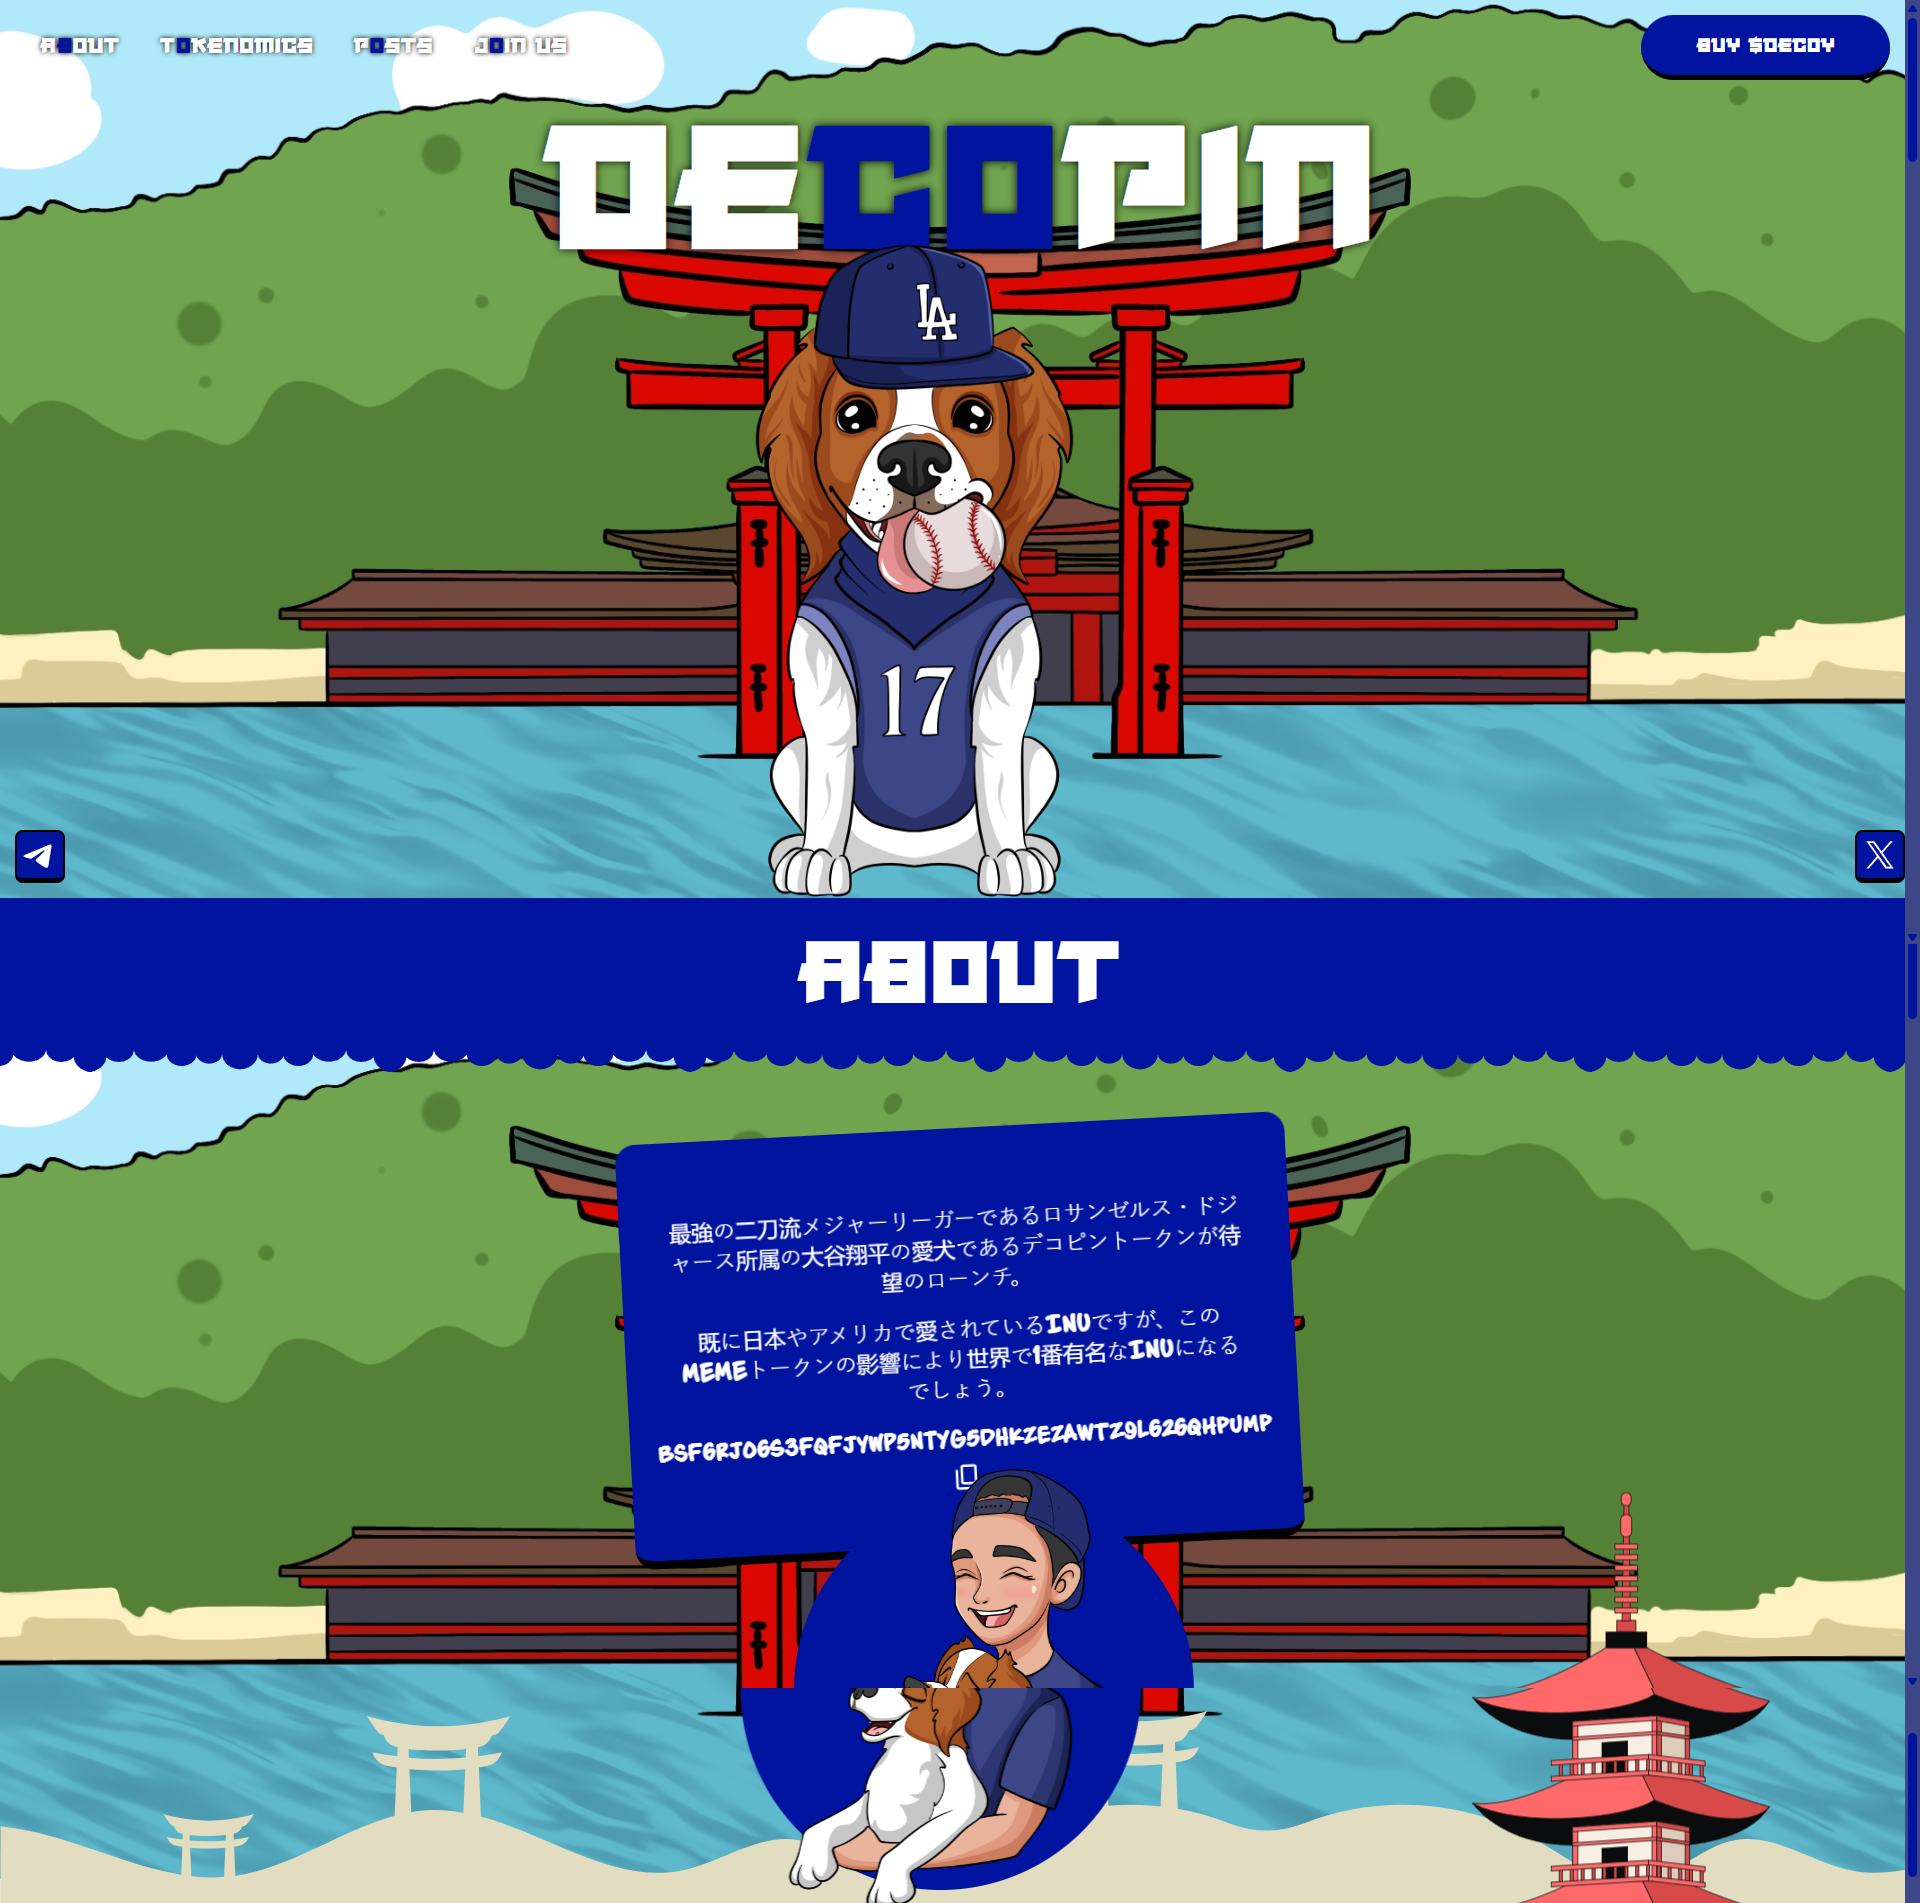 ABOUT TOKENOMICS POSTS JOIN US
BUY $DECOY
DECOPIN
LA
17
ABOUT
最強の二刀流メジャーリーガーであるロサンゼルス・ドジ
ャース所属の大谷翔平の愛犬であるデコピントークンが待
望のローンチ。
既に日本やアメリカで愛されているINUですが、この
MEMEトークンの影響により世界で1番有名なINUになる
でしょう。
BSFGRJO6S3FQFJYWP5NTYG5DHKZEZAWTZ9L626QHPUMP